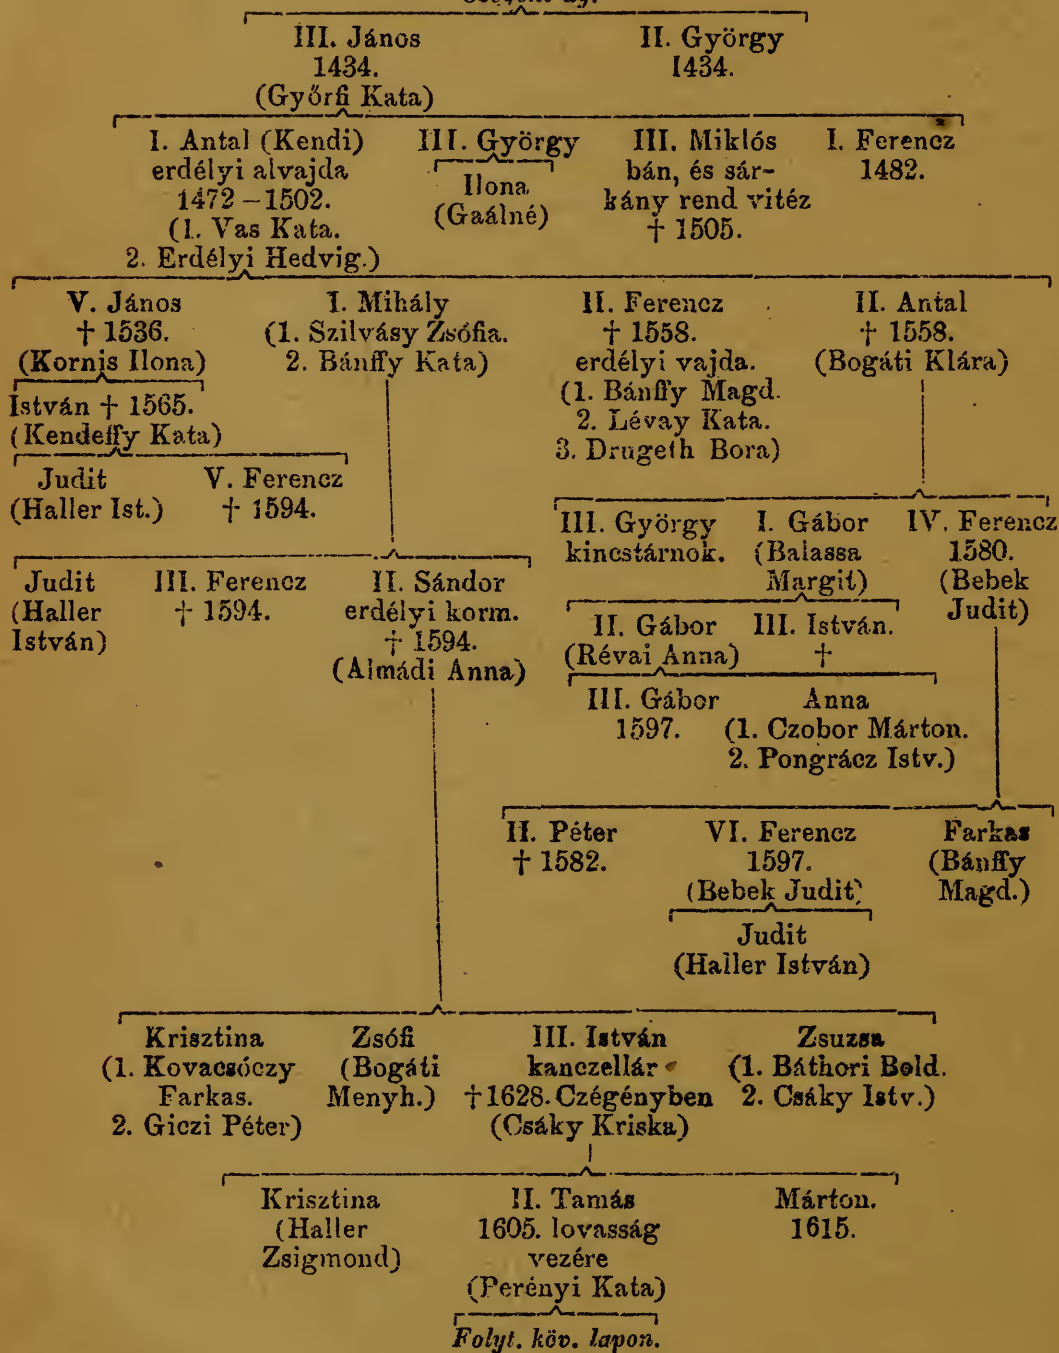 III. János
1434.
(Győrfi Kata)
II. György
1434.
I. Antal (Kendi)
erdélyi alvajda
1472–1502.
(1. Vas Kata.
2. Erdélyi Hedvig.)
III. György
Ilona
(Gaálné)
III. Miklós
bán, és sár-
kány rend vitéz
† 1505.
I. Ferencz
1482.
V. János
† 1536.
(Kornis Ilona)
István † 1565.
(Kendeffy Kata)
Judit
(Haller Ist.)
V. Ferencz
† 1594.
I. Mihály
(1. Szilvásy Zsófia.
2. Bánffy Kata)
II. Ferencz
† 1558.
erdélyi vajda.
(1. Bánffy Magd.
2. Lévay Kata.
3. Drugeth Bora)
II. Antal
† 1558.
(Bogáti Klára)
III. György
kincstárnok.
I. Gábor
(Balassa
Margit)
IV. Ferencz
1580.
(Bebek
Judit)
Judit
(Haller
István)
III. Ferencz
† 1594.
II. Sándor
erdélyi korm.
† 1594.
(Almádi Anna)
II. Gábor
(Révai Anna)
III. István.
†
III. Gábor
1597.
Anna
(1. Czobor Márton.
2. Pongrácz Istv.)
II. Péter
† 1582.
VI. Ferencz
1597.
(Bebek Judit)
Farkas
(Bánffy
Magd.)
Judit
(Haller István)
Krisztina
(1. Kovacsóczy
Farkas.
2. Giczi Péter)
Zsófi
(Bogáti
Menyh.)
III. István
kanczellár
† 1628. Czégényben
(Csáky Kriska)
Zsuzsa
(1. Báthori Bold.
2. Csáky Istv.)
Krisztina
(Haller
Zsigmond)
II. Tamás
1605. lovasság
vezére
(Perényi Kata)
Márton.
1615.
Folyt. köv. lapon.